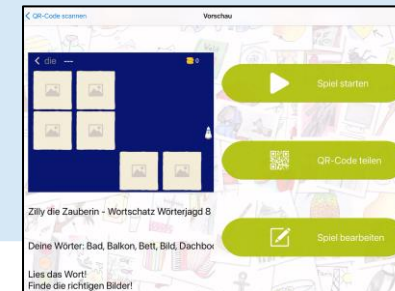 QR-Code scannen
Vorschau
die
0
Spiel starten
QR-Code teilen
Spiel bearbeiten
Zilly die Zauberin - Wortschatz Wörterjagd 8
Deine Wörter: Bad, Balkon, Bett, Bild, Dachbo
Lies das Wort!
Finde die richtigen Bilder!